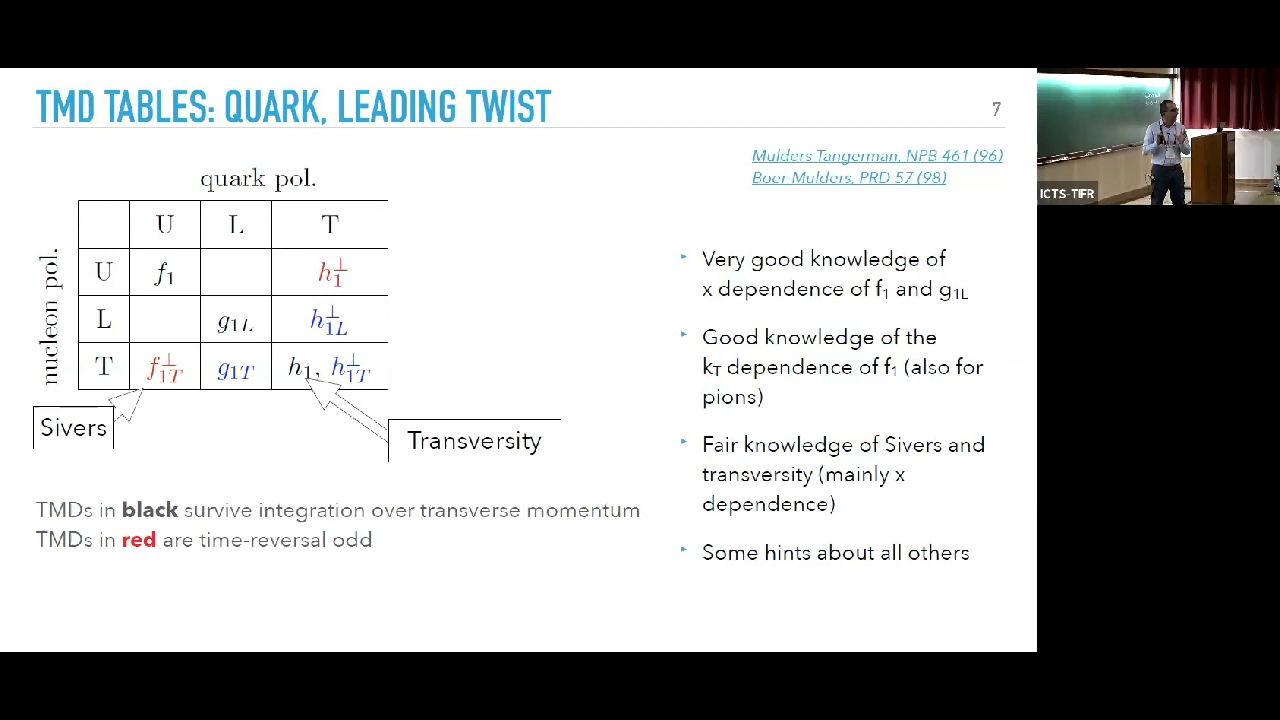 TMD TABLES: QUARK, LEADING TWIST
7
Mulders Tangerman, NPB 461 (96)
Boer Mulders, PRD 57 (98)
quark pol.
nucleon pol.
U L T
U f₁ h₁⊥
L g₁L h₁L⊥
T f₁T⊥ g₁T h₁, h₁T⊥
Sivers
Transversity
TMDs in black survive integration over transverse momentum
TMDs in red are time-reversal odd
‣ Very good knowledge of
x dependence of f₁ and g₁L
‣ Good knowledge of the
kT dependence of f₁ (also for
pions)
‣ Fair knowledge of Sivers and
transversity (mainly x
dependence)
‣ Some hints about all others
ICTS-TIFR